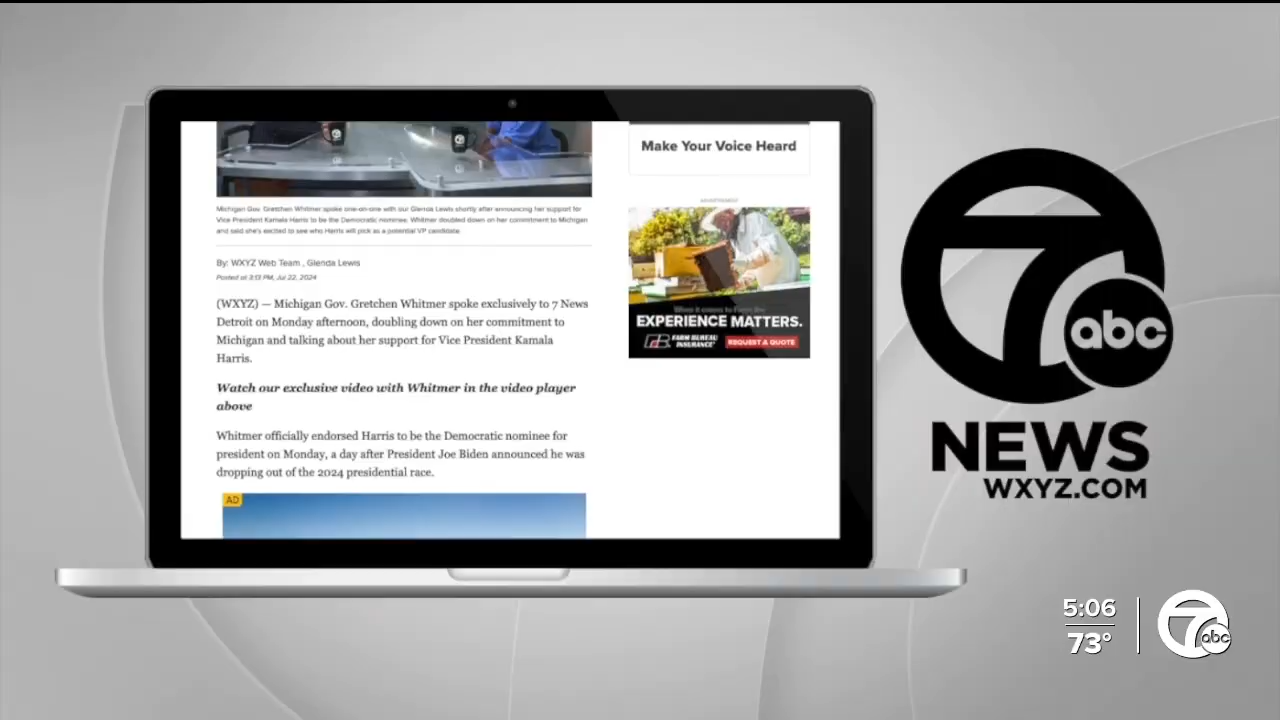 Michigan Gov. Gretchen Whitmer spoke one-on-one with our Glenda Lewis shortly after announcing her support for
Vice President Kamala Harris to be the Democratic nominee. Whitmer doubled down on her commitment to Michigan
and said she's excited to see who Harris will pick as a potential VP candidate
By: WXYZ Web Team , Glenda Lewis
Posted at 3:13 PM, Jul 22, 2024
(WXYZ) — Michigan Gov. Gretchen Whitmer spoke exclusively to 7 News
Detroit on Monday afternoon, doubling down on her commitment to
Michigan and talking about her support for Vice President Kamala
Harris.
Watch our exclusive video with Whitmer in the video player
above
Whitmer officially endorsed Harris to be the Democratic nominee for
president on Monday, a day after President Joe Biden announced he was
dropping out of the 2024 presidential race.
AD
Make Your Voice Heard
ADVERTISEMENT
EXPERIENCE MATTERS.
FARM BUREAU
INSURANCE
REQUEST A QUOTE
7
abc
NEWS
WXYZ.COM
5:06
73°
7
abc